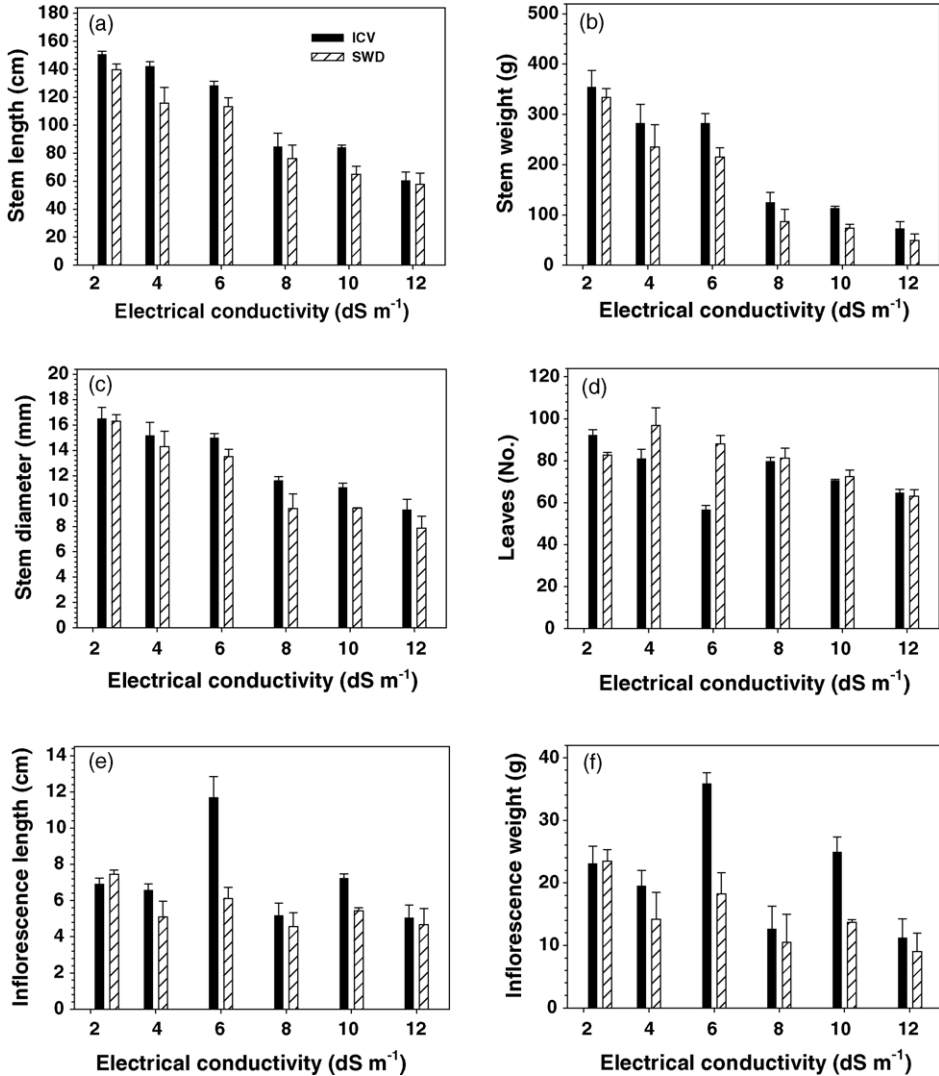 (a)
ICV
SWD
Stem length (cm)
180
160
140
120
100
80
60
40
20
0
2 4 6 8 10 12
Electrical conductivity (dS m⁻¹)
(b)
Stem weight (g)
500
400
300
200
100
0
2 4 6 8 10 12
Electrical conductivity (dS m⁻¹)
(c)
Stem diameter (mm)
20
18
16
14
12
10
8
6
4
2
0
2 4 6 8 10 12
Electrical conductivity (dS m⁻¹)
(d)
Leaves (No.)
120
100
80
60
40
20
0
2 4 6 8 10 12
Electrical conductivity (dS m⁻¹)
(e)
Inflorescence length (cm)
14
12
10
8
6
4
2
0
2 4 6 8 10 12
Electrical conductivity (dS m⁻¹)
(f)
Inflorescence weight (g)
40
30
20
10
0
2 4 6 8 10 12
Electrical conductivity (dS m⁻¹)